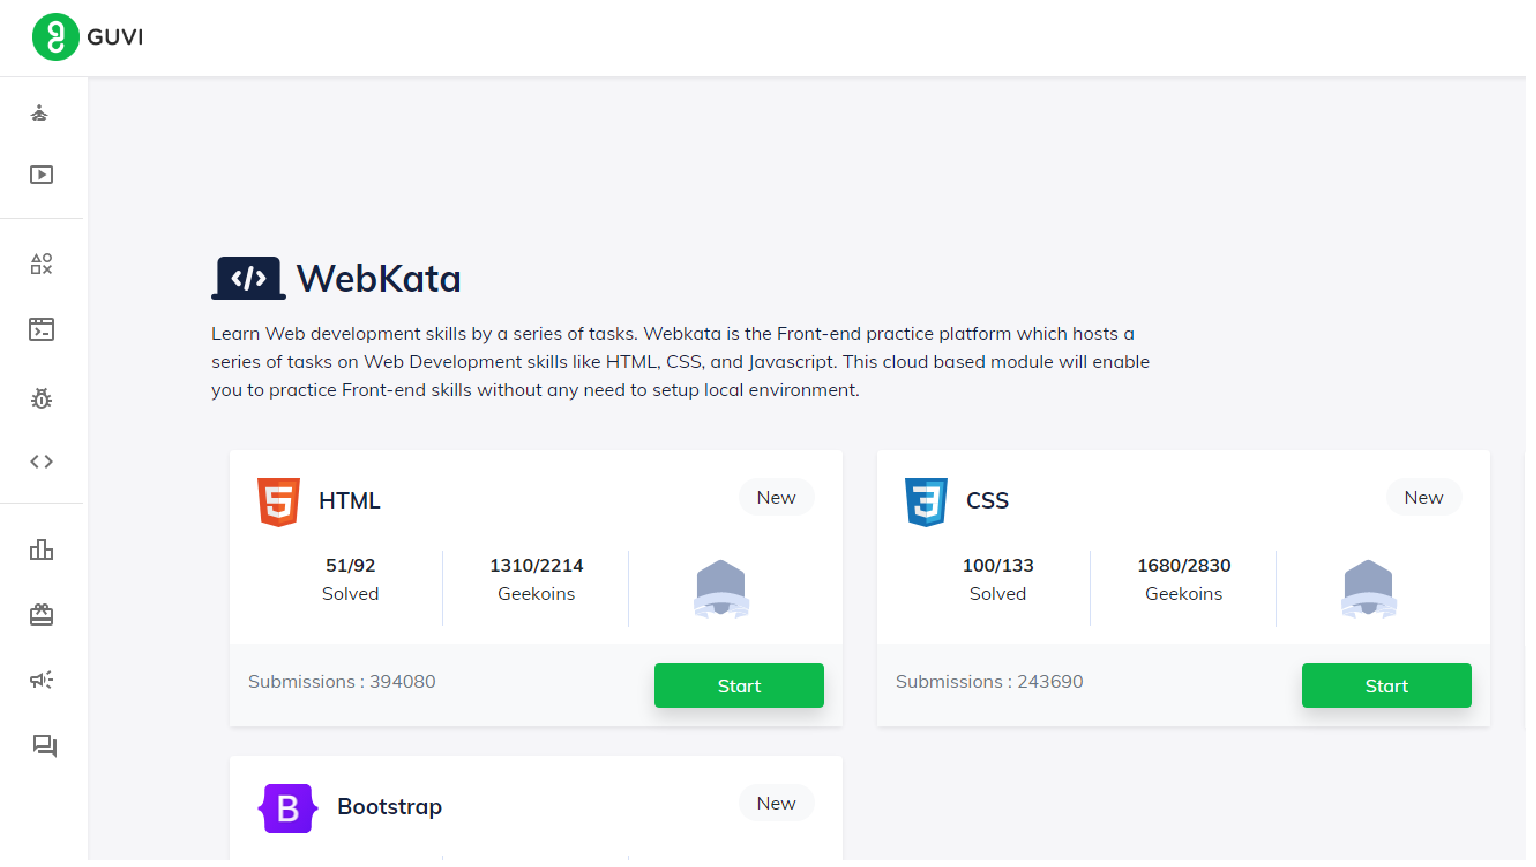 GUVI
WebKata
Learn Web development skills by a series of tasks. Webkata is the Front-end practice platform which hosts a
series of tasks on Web Development skills like HTML, CSS, and Javascript. This cloud based module will enable
you to practice Front-end skills without any need to setup local environment.
HTML
New
51/92
Solved
1310/2214
Geekoins
Submissions : 394080
Start
CSS
New
100/133
Solved
1680/2830
Geekoins
Submissions : 243690
Start
Bootstrap
New